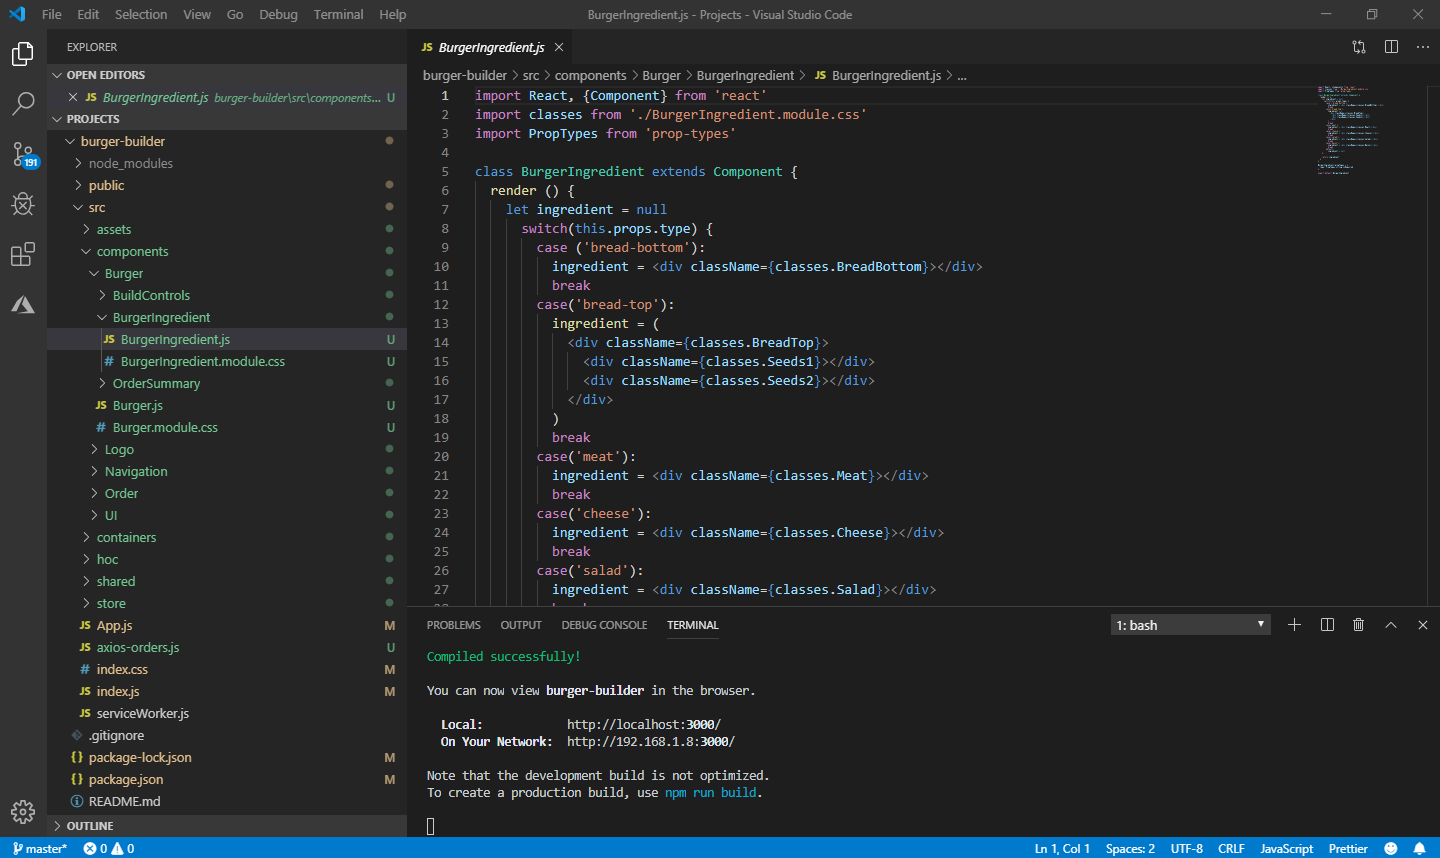 File Edit Selection View Go Debug Terminal Help
BurgerIngredient.js - Projects - Visual Studio Code
EXPLORER
OPEN EDITORS
JS BurgerIngredient.js burger-builder\src\components... U
PROJECTS
burger-builder
node_modules
public
src
assets
components
Burger
BuildControls
BurgerIngredient
JS BurgerIngredient.js U
# BurgerIngredient.module.css U
OrderSummary
JS Burger.js U
# Burger.module.css U
Logo
Navigation
Order
UI
containers
hoc
shared
store
JS App.js M
JS axios-orders.js U
# index.css M
JS index.js M
JS serviceWorker.js
.gitignore
{} package-lock.json M
{} package.json M
README.md
OUTLINE
191
JS BurgerIngredient.js
burger-builder > src > components > Burger > BurgerIngredient > JS BurgerIngredient.js > ...
1 import React, {Component} from 'react'
2 import classes from './BurgerIngredient.module.css'
3 import PropTypes from 'prop-types'
4
5 class BurgerIngredient extends Component {
6 render () {
7 let ingredient = null
8 switch(this.props.type) {
9 case ('bread-bottom'):
10 ingredient = <div className={classes.BreadBottom}></div>
11 break
12 case('bread-top'):
13 ingredient = (
14 <div className={classes.BreadTop}>
15 <div className={classes.Seeds1}></div>
16 <div className={classes.Seeds2}></div>
17 </div>
18 )
19 break
20 case('meat'):
21 ingredient = <div className={classes.Meat}></div>
22 break
23 case('cheese'):
24 ingredient = <div className={classes.Cheese}></div>
25 break
26 case('salad'):
27 ingredient = <div className={classes.Salad}></div>
PROBLEMS OUTPUT DEBUG CONSOLE TERMINAL
1: bash
Compiled successfully!
You can now view burger-builder in the browser.
Local: http://localhost:3000/
On Your Network: http://192.168.1.8:3000/
Note that the development build is not optimized.
To create a production build, use npm run build.
master* 0 0
Ln 1, Col 1 Spaces: 2 UTF-8 CRLF JavaScript Prettier